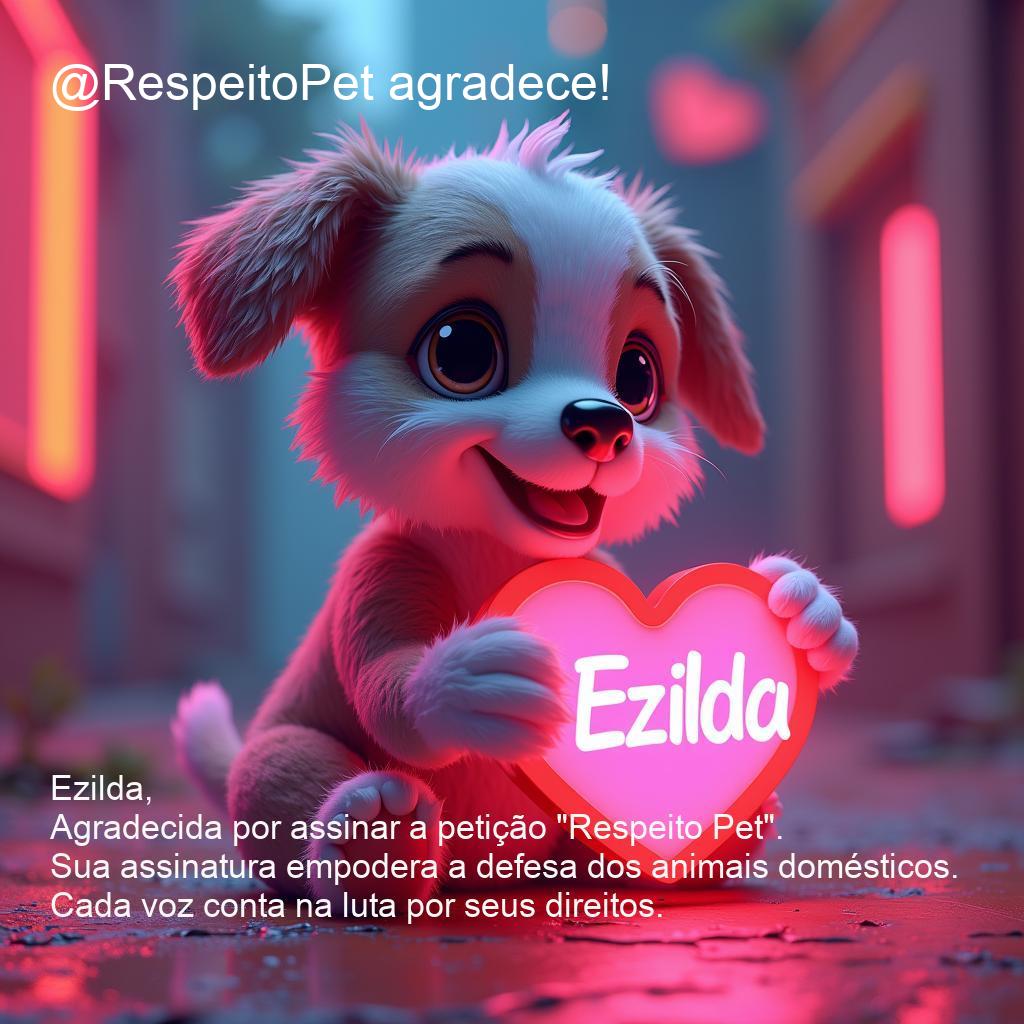 @RespeitoPet agradece!
Ezilda
Ezilda,
Agradecida por assinar a petição "Respeito Pet".
Sua assinatura empodera a defesa dos animais domésticos.
Cada voz conta na luta por seus direitos.